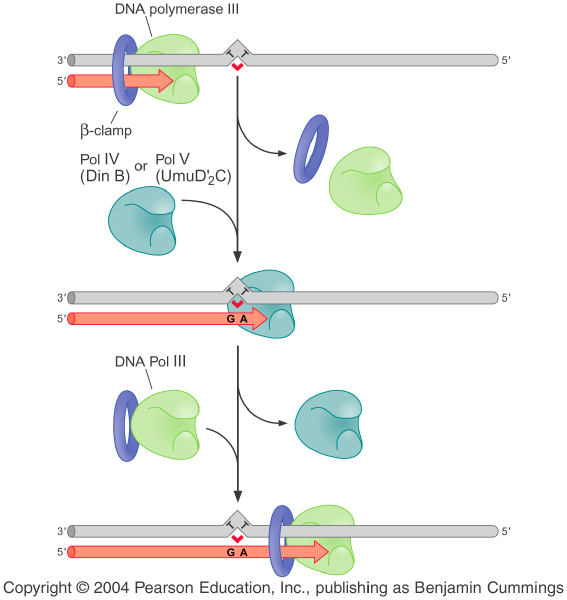 DNA polymerase III
3′ 5′
5′
β-clamp
Pol IV or Pol V
(Din B) (UmuD′2C)
T T
3′ 5′
5′ G A
DNA Pol III
T T
3′ 5′
5′ G A
Copyright © 2004 Pearson Education, Inc., publishing as Benjamin Cummings